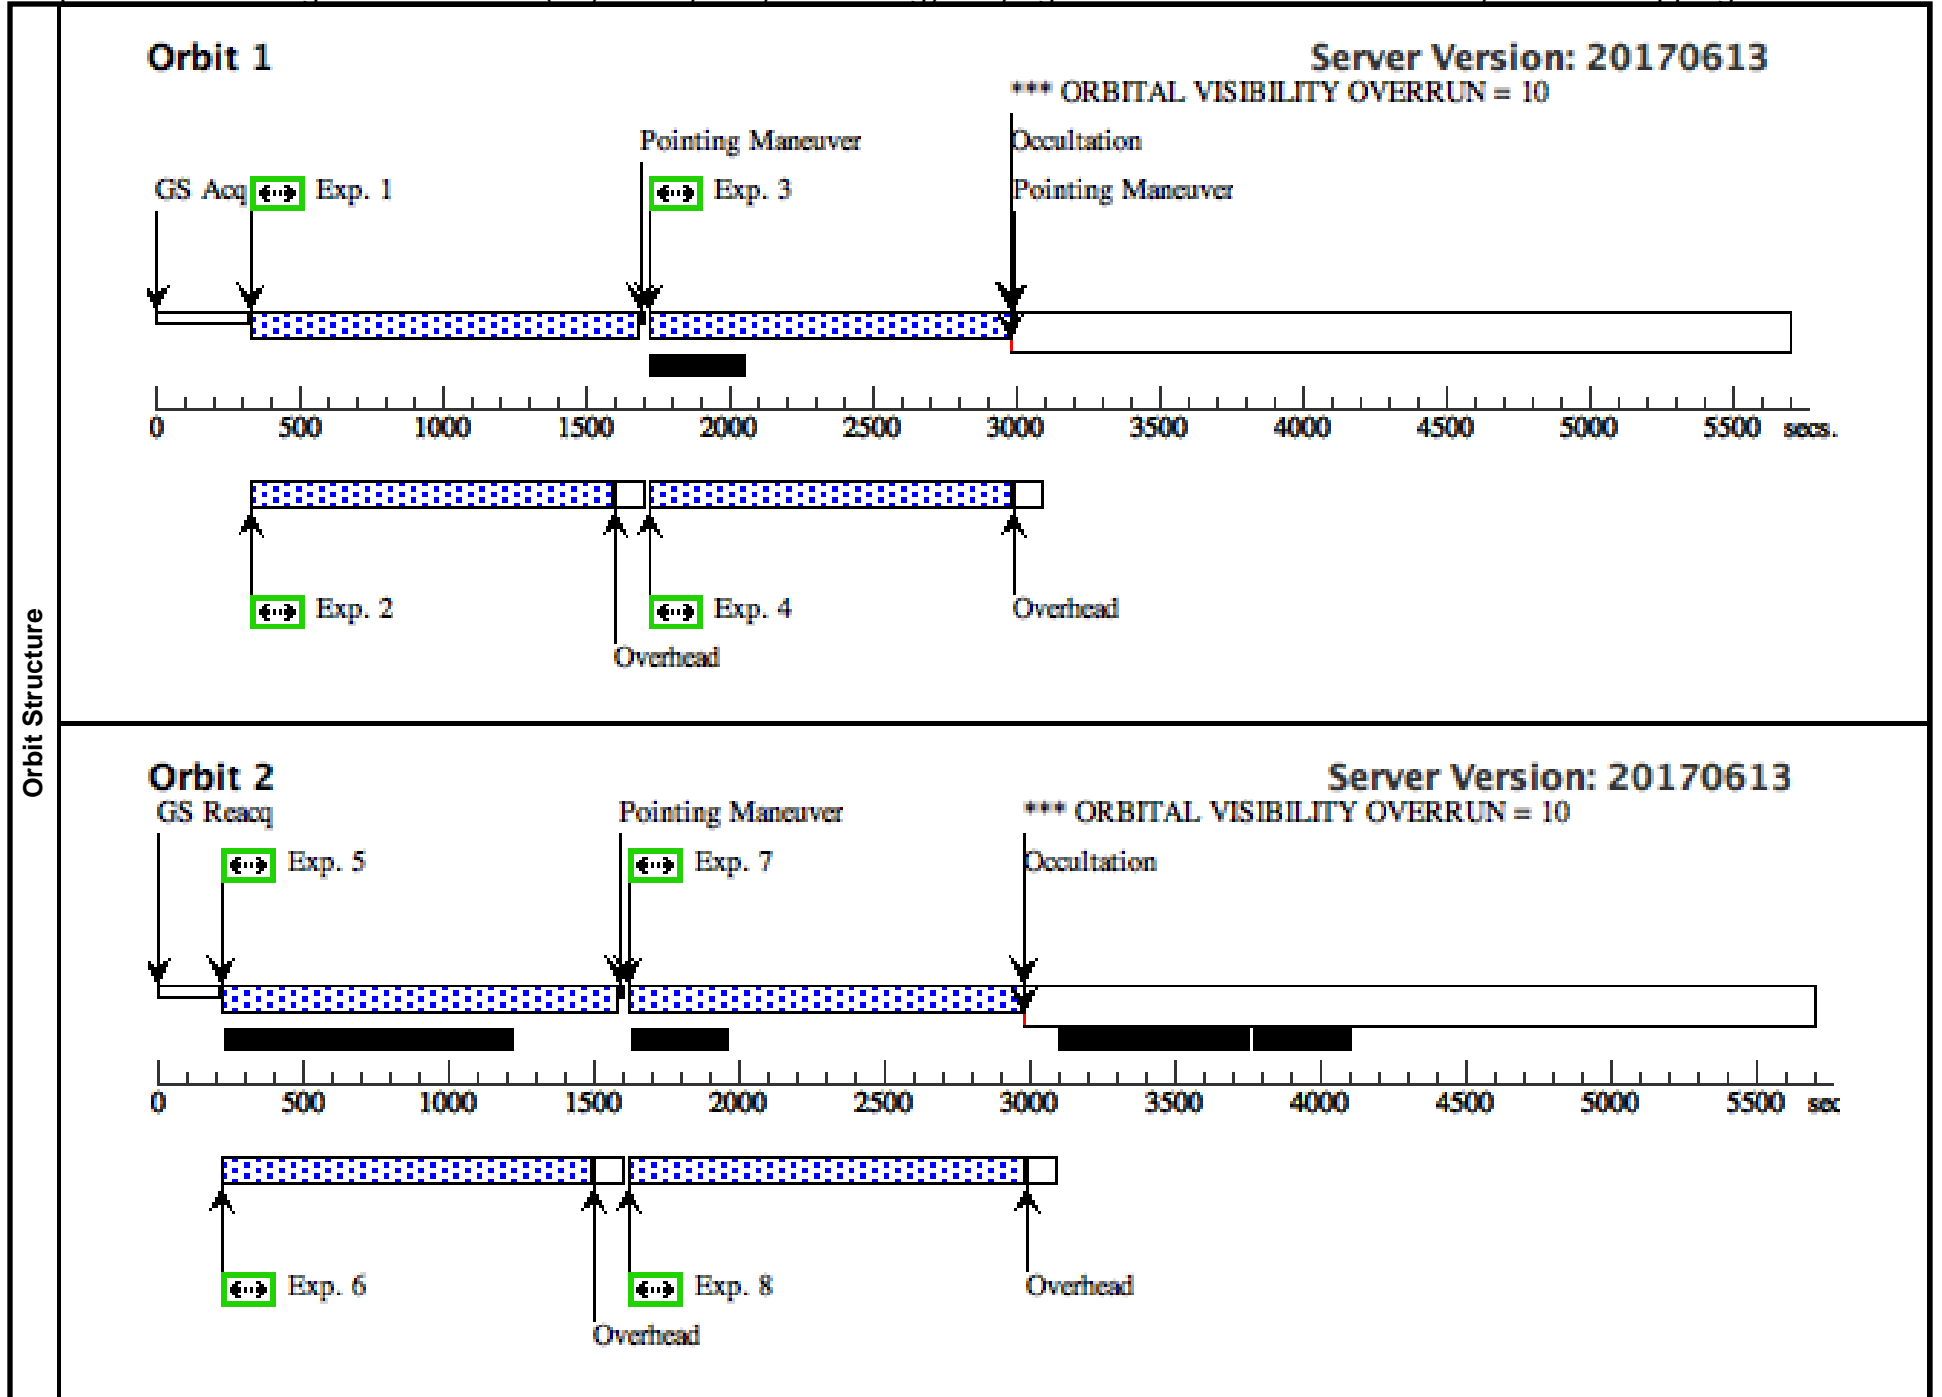 Orbit Structure
Orbit 1 Server Version: 20170613
*** ORBITAL VISIBILITY OVERRUN = 10
Pointing Maneuver Occultation
GS Acq Exp. 1 Exp. 3 Pointing Maneuver
0 500 1000 1500 2000 2500 3000 3500 4000 4500 5000 5500 secs.
Exp. 2 Exp. 4 Overhead
Overhead
Orbit 2 Server Version: 20170613
GS Reacq Pointing Maneuver *** ORBITAL VISIBILITY OVERRUN = 10
Exp. 5 Exp. 7 Occultation
0 500 1000 1500 2000 2500 3000 3500 4000 4500 5000 5500 sec
Exp. 6 Exp. 8 Overhead
Overhead